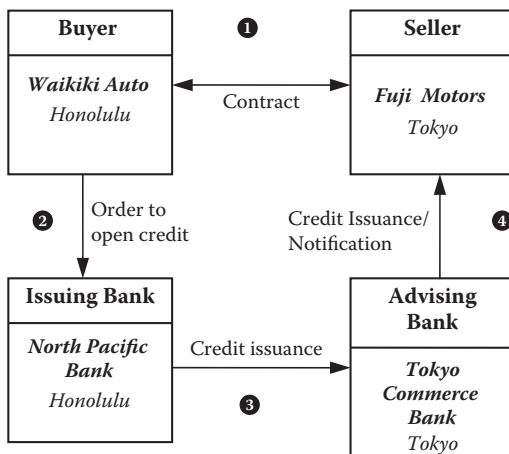 Buyer
❶
Seller
Waikiki Auto
Honolulu
Contract
Fuji Motors
Tokyo
❷
Order to
open credit
Credit Issuance/
Notification
❹
Issuing Bank
Advising
Bank
North Pacific
Bank
Honolulu
Credit issuance
❸
Tokyo
Commerce
Bank
Tokyo